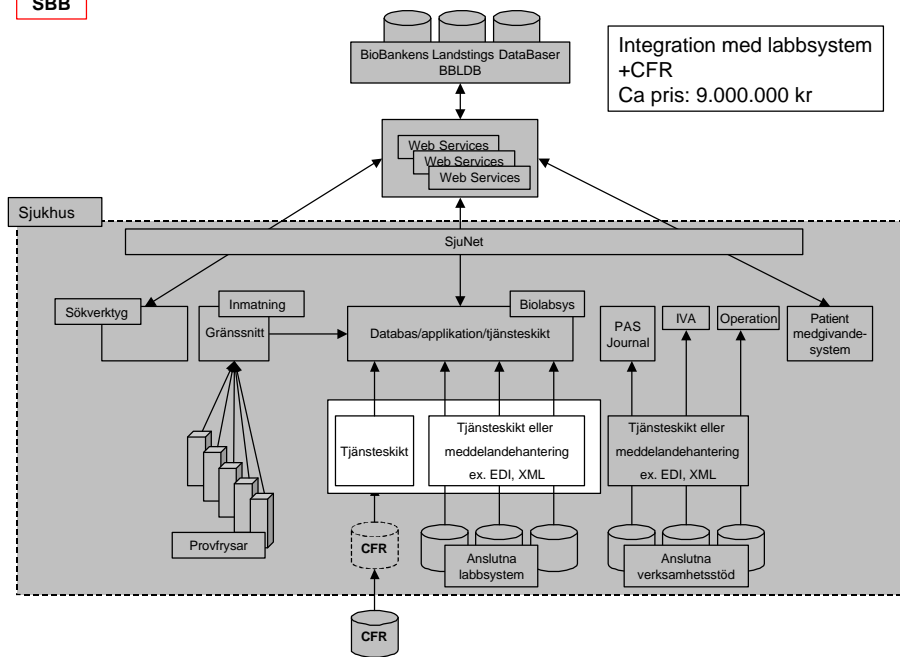 SBB
BioBankens Landstings DataBaser
BBLDB
Integration med labbsystem
+CFR
Ca pris: 9.000.000 kr
Web Services
Web Services
Web Services
Sjukhus
SjuNet
Sökverktyg
Inmatning
Gränssnitt
Biolabsys
Databas/applikation/tjänsteskikt
PAS
Journal
IVA
Operation
Patient
medgivande-
system
Tjänsteskikt
Tjänsteskikt eller
meddelandehantering
ex. EDI, XML
Tjänsteskikt eller
meddelandehantering
ex. EDI, XML
Provfrysar
CFR
Anslutna
labbsystem
Anslutna
verksamhetsstöd
CFR